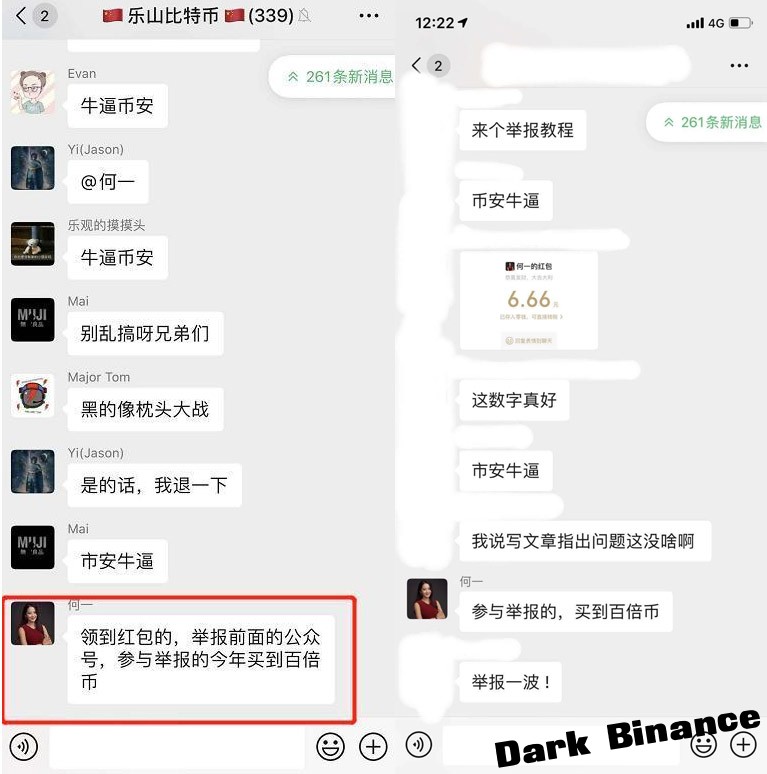 2
🇨🇳 乐山比特币 🇨🇳 (339)
261条新消息
Evan
牛逼币安
Yi(Jason)
@何一
乐观的摸摸头
牛逼币安
Mai
别乱搞呀兄弟们
Major Tom
黑的像枕头大战
Yi(Jason)
是的话，我退一下
Mai
市安牛逼
何一
领到红包的，举报前面的公众
号，参与举报的今年买到百倍
币
12:22
4G
2
261条新消息
来个举报教程
币安牛逼
何一的红包
6.66元
这数字真好
市安牛逼
我说写文章指出问题这没啥啊
何一
参与举报的，买到百倍币
举报一波！
Dark Binance